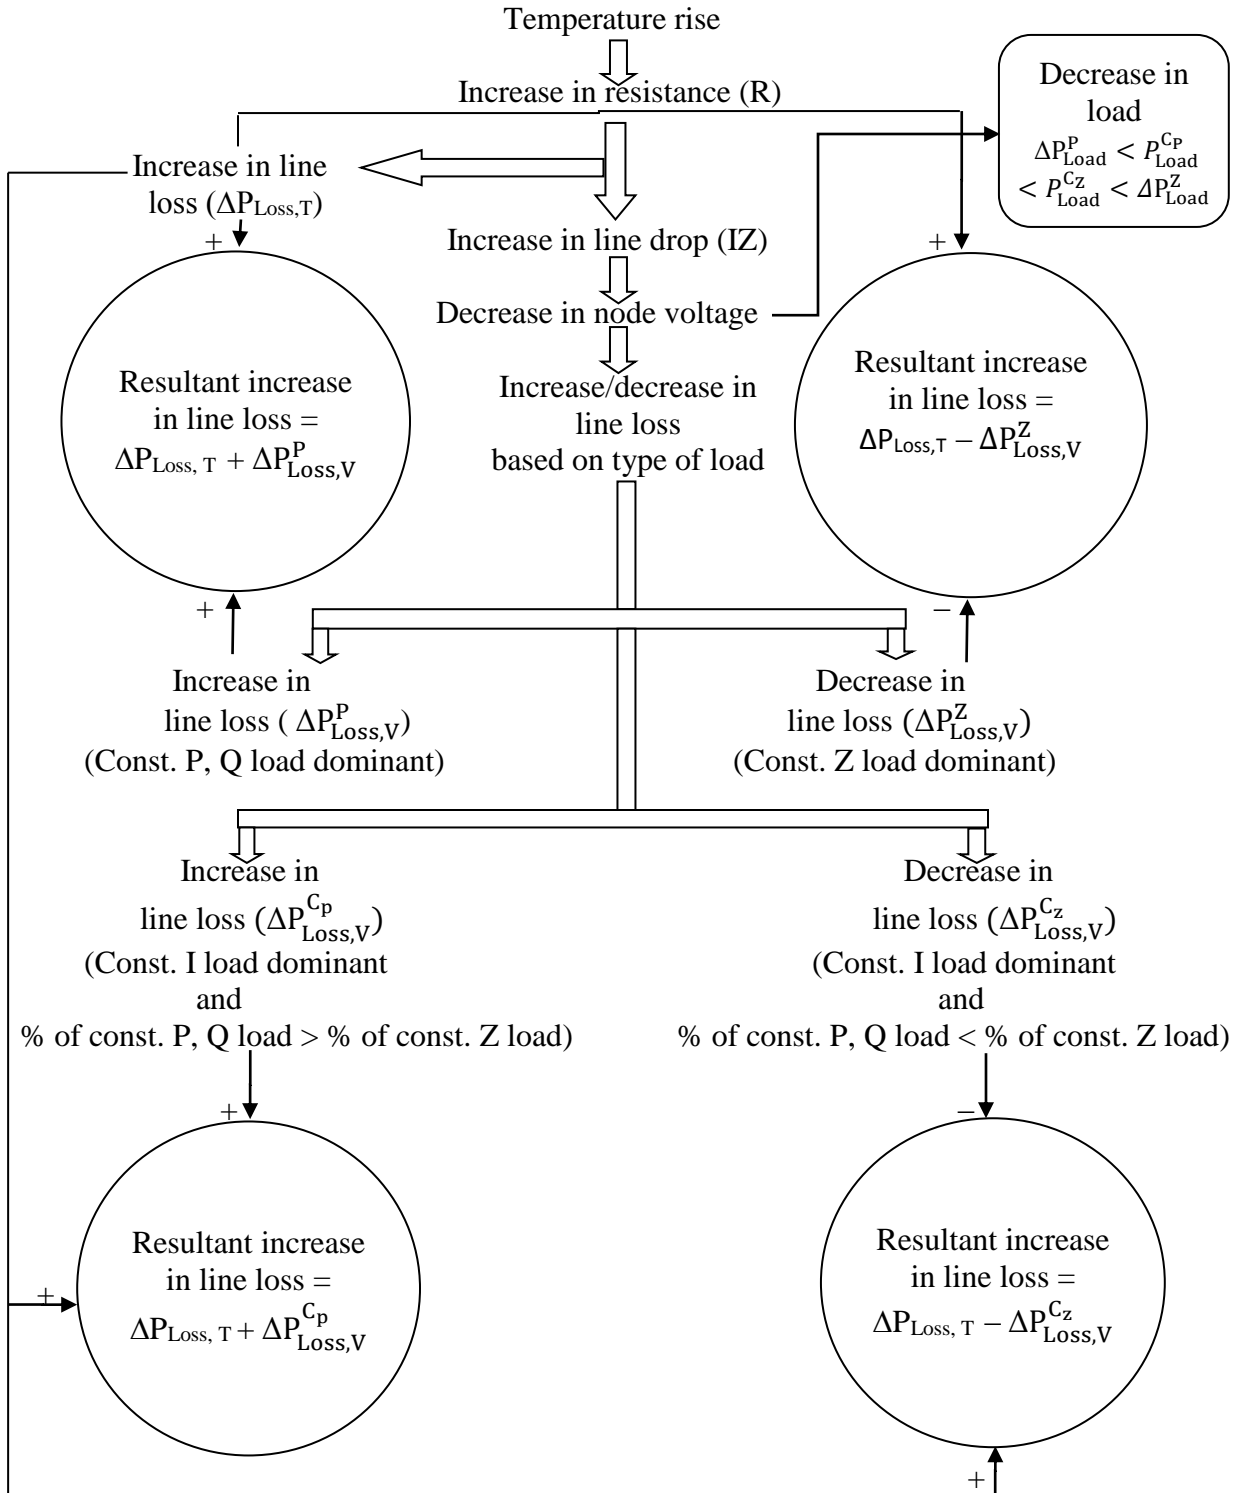 Temperature rise
Increase in resistance (R)
Decrease in
load
ΔP^P_Load < P^C_P_Load
< P^C_Z_Load < ΔP^Z_Load
Increase in line
loss (ΔP_Loss,T)
+
Increase in line drop (IZ)
+
Decrease in node voltage
Resultant increase
in line loss =
ΔP_Loss, T + ΔP^P_Loss,V
Increase/decrease in
line loss
based on type of load
Resultant increase
in line loss =
ΔP_Loss,T − ΔP^Z_Loss,V
+
−
Increase in
line loss ( ΔP^P_Loss,V)
(Const. P, Q load dominant)
Decrease in
line loss (ΔP^Z_Loss,V)
(Const. Z load dominant)
Increase in
line loss (ΔP^C_p_Loss,V)
(Const. I load dominant
and
% of const. P, Q load > % of const. Z load)
Decrease in
line loss (ΔP^C_z_Loss,V)
(Const. I load dominant
and
% of const. P, Q load < % of const. Z load)
+
−
Resultant increase
in line loss =
ΔP_Loss, T + ΔP^C_p_Loss,V
+
Resultant increase
in line loss =
ΔP_Loss, T − ΔP^C_z_Loss,V
+